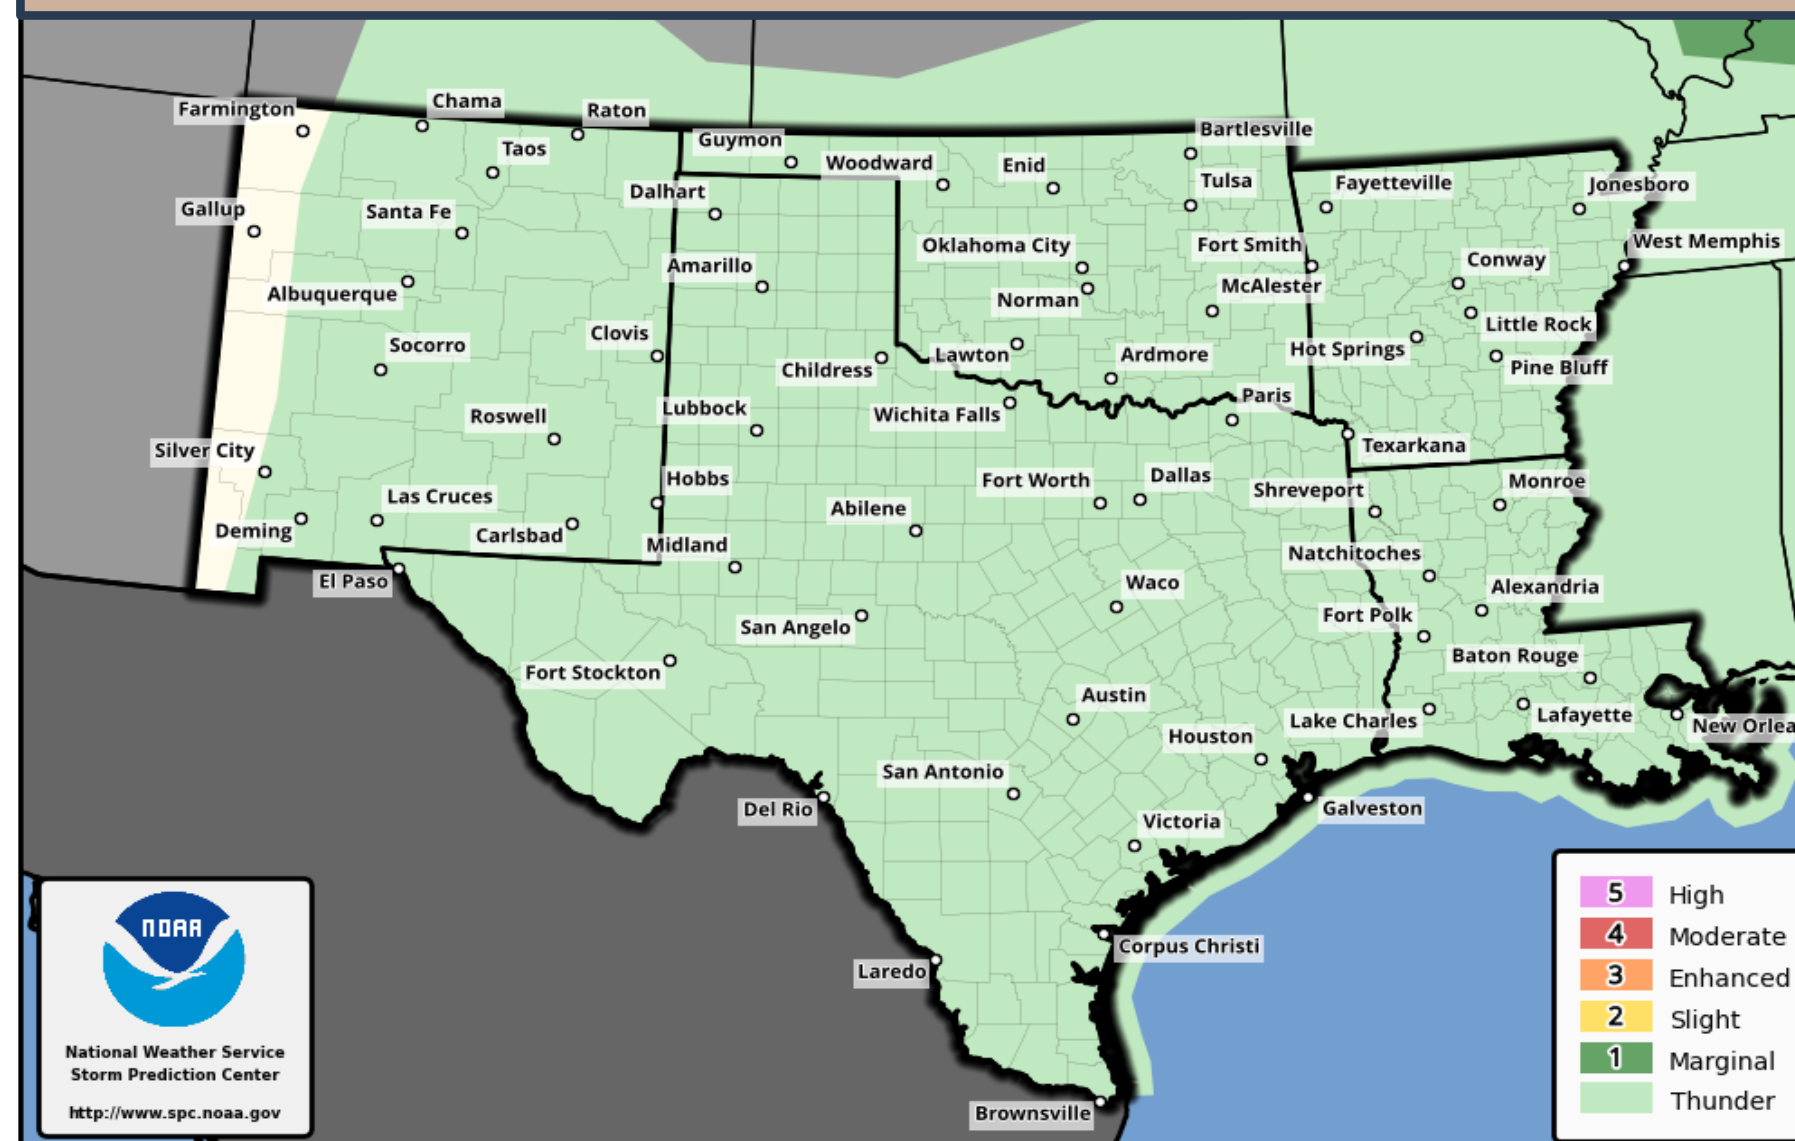 Farmington
Chama
Raton
Guymon
Bartlesville
Taos
Woodward
Enid
Tulsa
Fayetteville
Jonesboro
Dalhart
Gallup
Santa Fe
Oklahoma City
Fort Smith
West Memphis
Amarillo
Conway
McAlester
Albuquerque
Norman
Little Rock
Clovis
Socorro
Hot Springs
Lawton
Ardmore
Childress
Pine Bluff
Paris
Lubbock
Wichita Falls
Roswell
Texarkana
Silver City
Hobbs
Fort Worth
Dallas
Monroe
Shreveport
Las Cruces
Abilene
Deming
Carlsbad
Midland
Natchitoches
El Paso
Waco
Alexandria
Fort Polk
San Angelo
Baton Rouge
Fort Stockton
Austin
Lake Charles
Lafayette
New Orlea
Houston
San Antonio
Del Rio
Galveston
Victoria
Corpus Christi
Laredo
Brownsville
NOAA
National Weather Service
Storm Prediction Center
http://www.spc.noaa.gov
5 High
4 Moderate
3 Enhanced
2 Slight
1 Marginal
Thunder